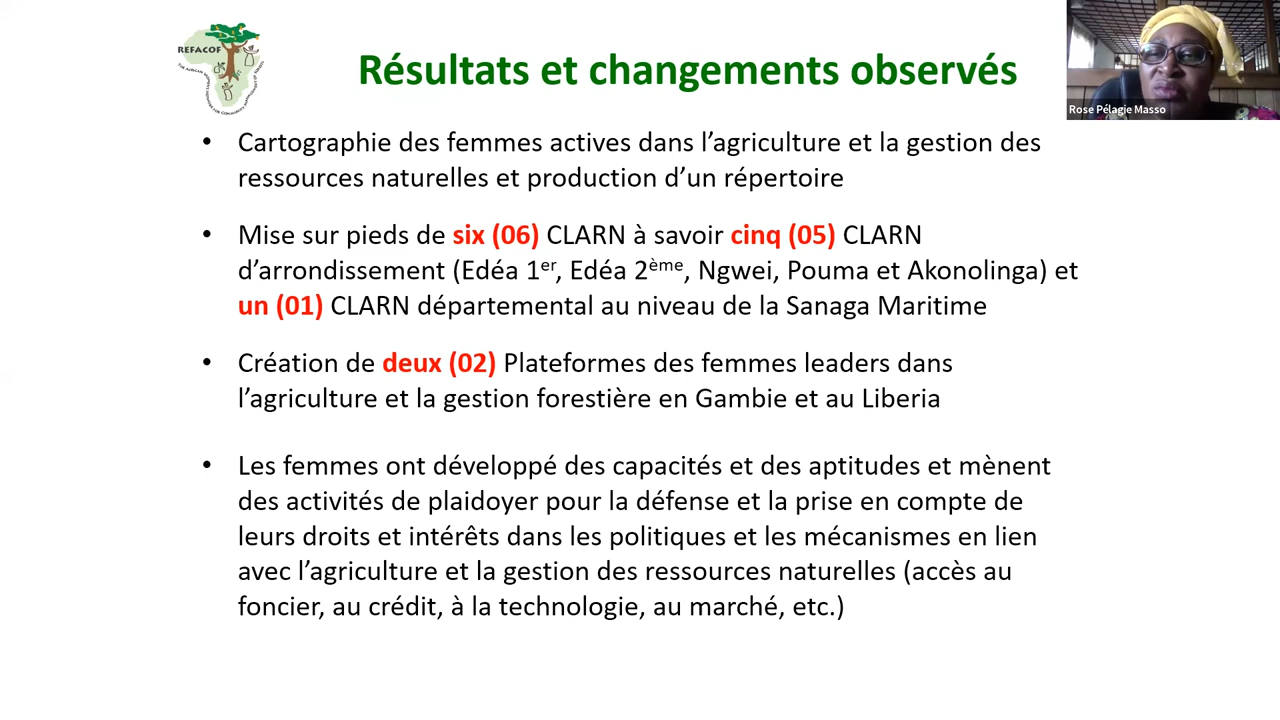 REFACOF
Résultats et changements observés
Rose Pélagie Masso
• Cartographie des femmes actives dans l’agriculture et la gestion des
ressources naturelles et production d’un répertoire
• Mise sur pieds de six (06) CLARN à savoir cinq (05) CLARN
d’arrondissement (Edéa 1er, Edéa 2ème, Ngwei, Pouma et Akonolinga) et
un (01) CLARN départemental au niveau de la Sanaga Maritime
• Création de deux (02) Plateformes des femmes leaders dans
l’agriculture et la gestion forestière en Gambie et au Liberia
• Les femmes ont développé des capacités et des aptitudes et mènent
des activités de plaidoyer pour la défense et la prise en compte de
leurs droits et intérêts dans les politiques et les mécanismes en lien
avec l’agriculture et la gestion des ressources naturelles (accès au
foncier, au crédit, à la technologie, au marché, etc.)